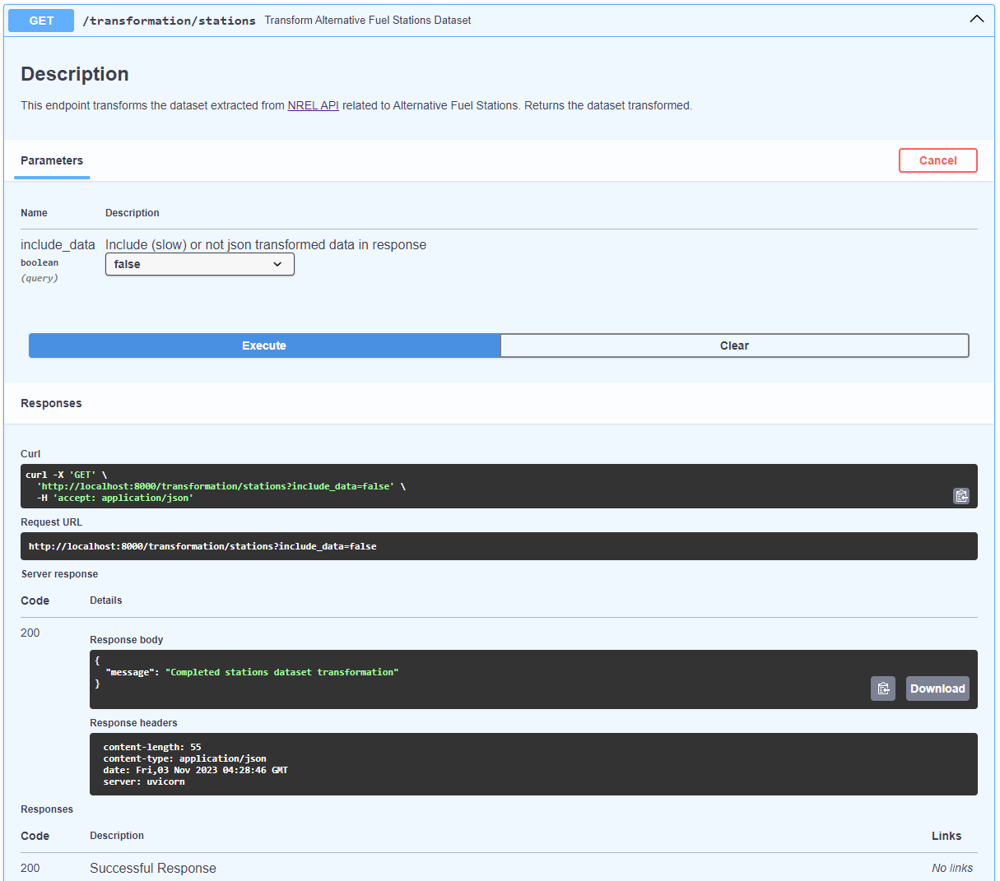 GET /transformation/stations Transform Alternative Fuel Stations Dataset
Description
This endpoint transforms the dataset extracted from NREL API related to Alternative Fuel Stations. Returns the dataset transformed.
Parameters Cancel
Name Description
include_data Include (slow) or not json transformed data in response
boolean false
(query)
Execute Clear
Responses
Curl
curl -X 'GET' \
'http://localhost:8000/transformation/stations?include_data=false' \
-H 'accept: application/json'
Request URL
http://localhost:8000/transformation/stations?include_data=false
Server response
Code Details
200
Response body
{
"message": "Completed stations dataset transformation"
}
Download
Response headers
content-length: 55
content-type: application/json
date: Fri,03 Nov 2023 04:28:46 GMT
server: uvicorn
Responses
Code Description Links
200 Successful Response No links